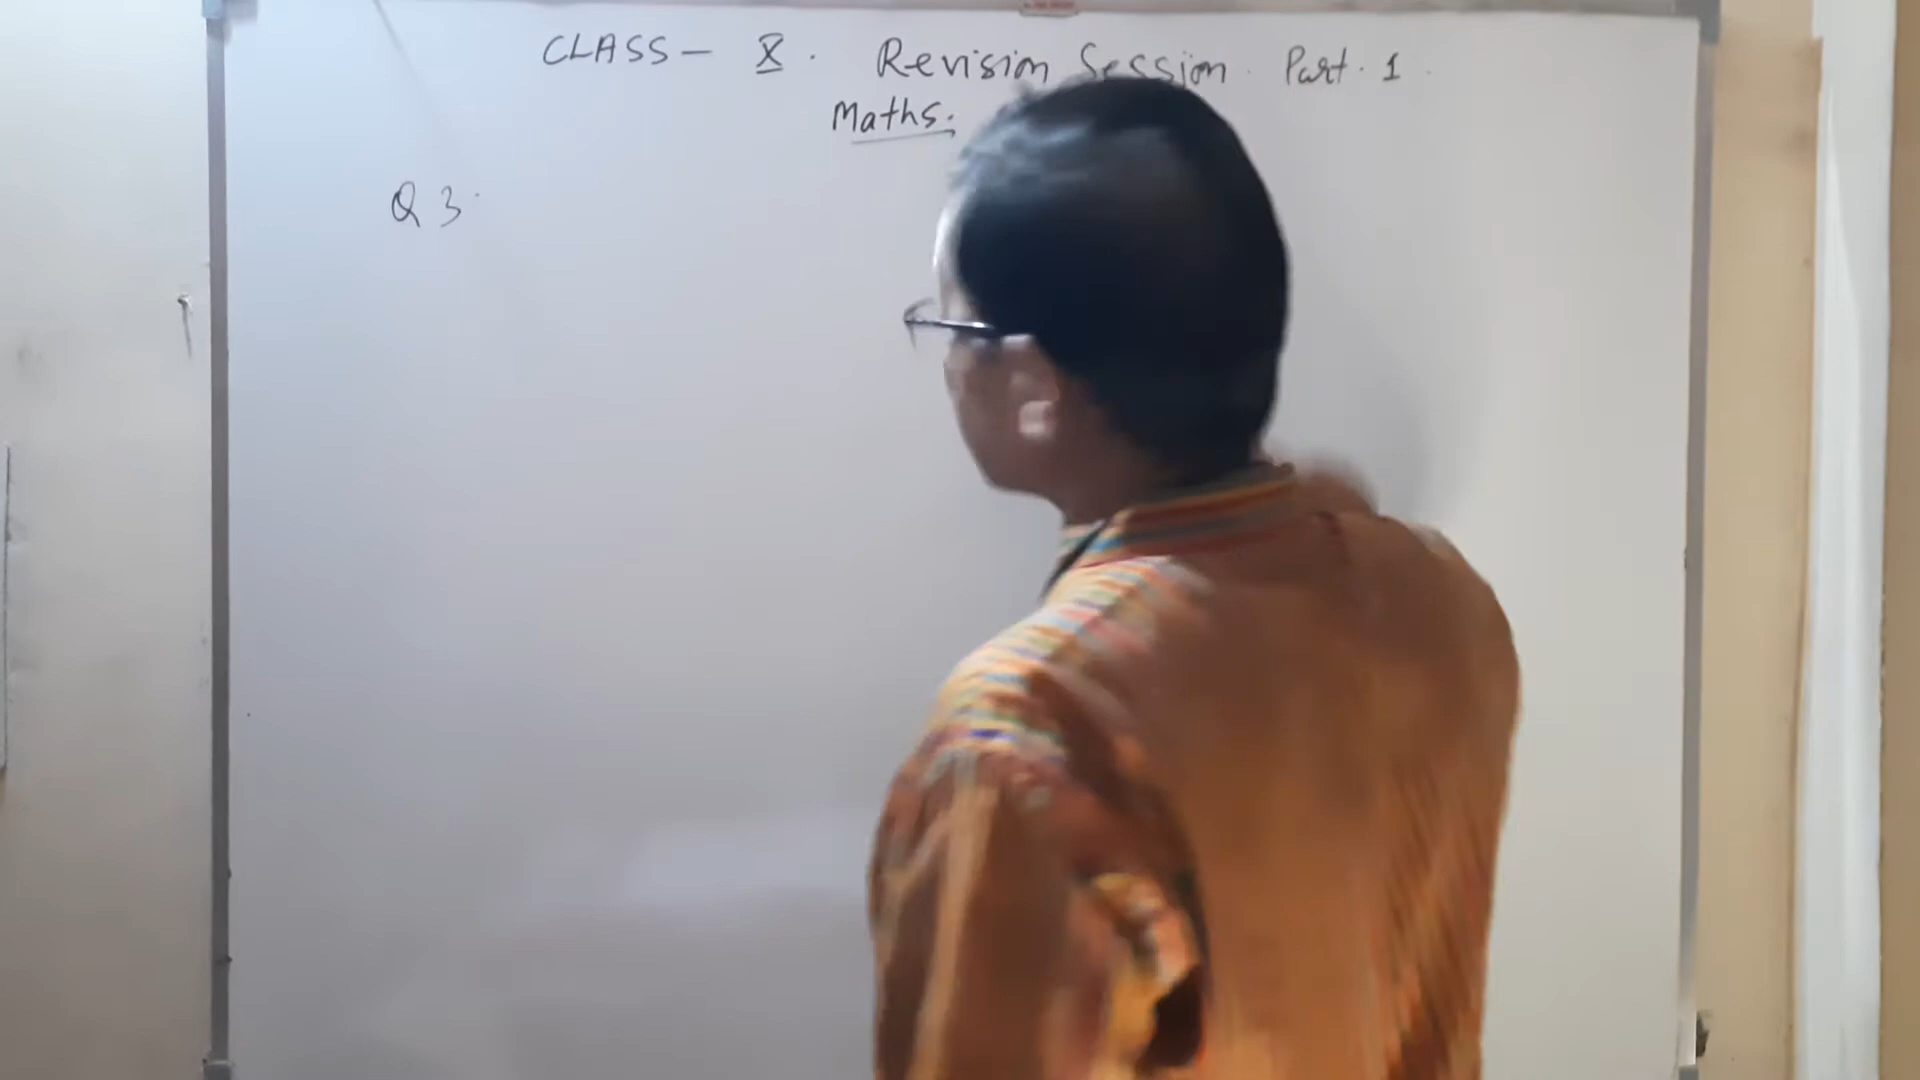 CLASS - X. Revision Session. Part. 1.
Maths.
Q 3.